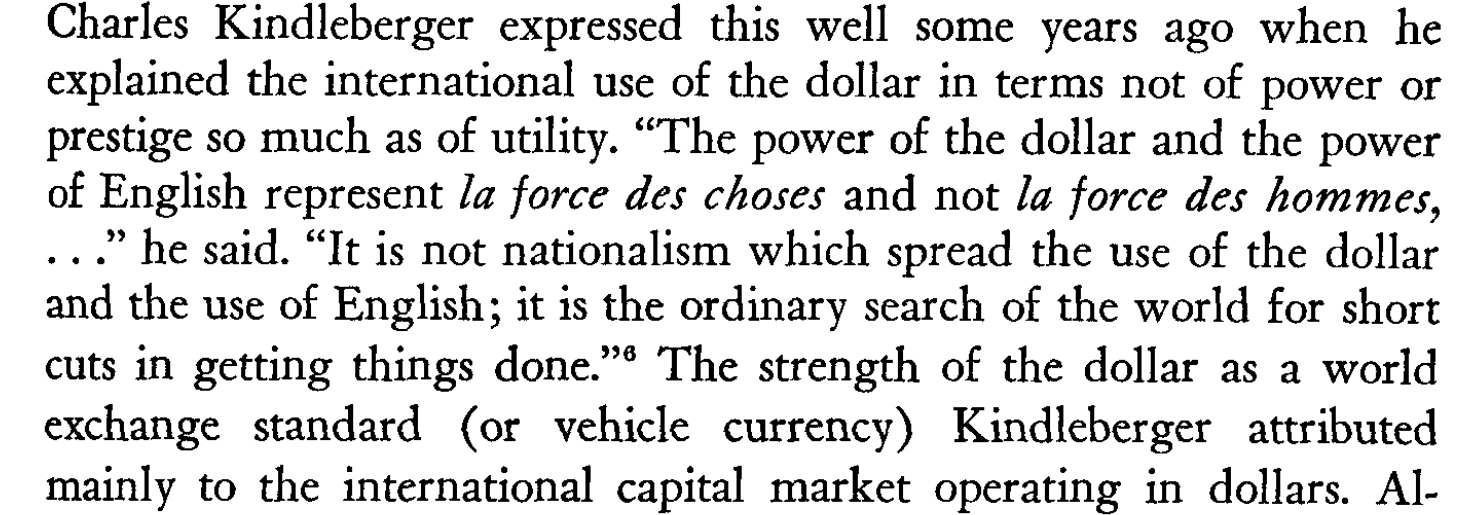 Charles Kindleberger expressed this well some years ago when he
explained the international use of the dollar in terms not of power or
prestige so much as of utility. “The power of the dollar and the power
of English represent la force des choses and not la force des hommes,
. . .” he said. “It is not nationalism which spread the use of the dollar
and the use of English; it is the ordinary search of the world for short
cuts in getting things done.”⁶ The strength of the dollar as a world
exchange standard (or vehicle currency) Kindleberger attributed
mainly to the international capital market operating in dollars. Al-